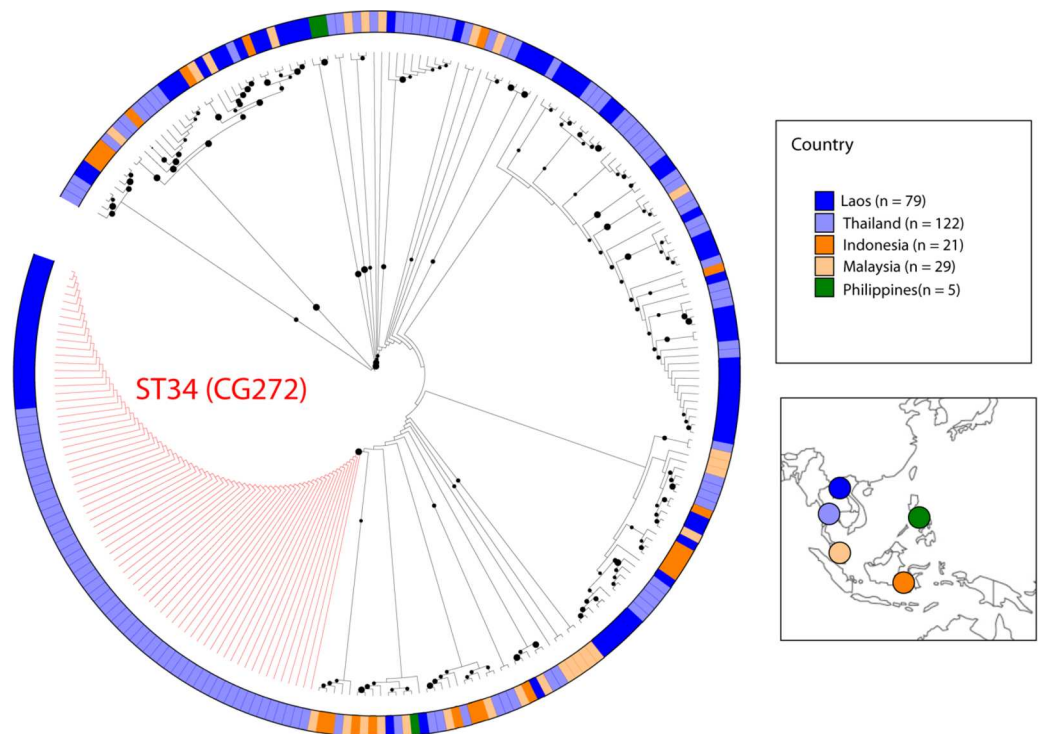 ST34 (CG272)
Country
Laos (n = 79)
Thailand (n = 122)
Indonesia (n = 21)
Malaysia (n = 29)
Philippines(n = 5)